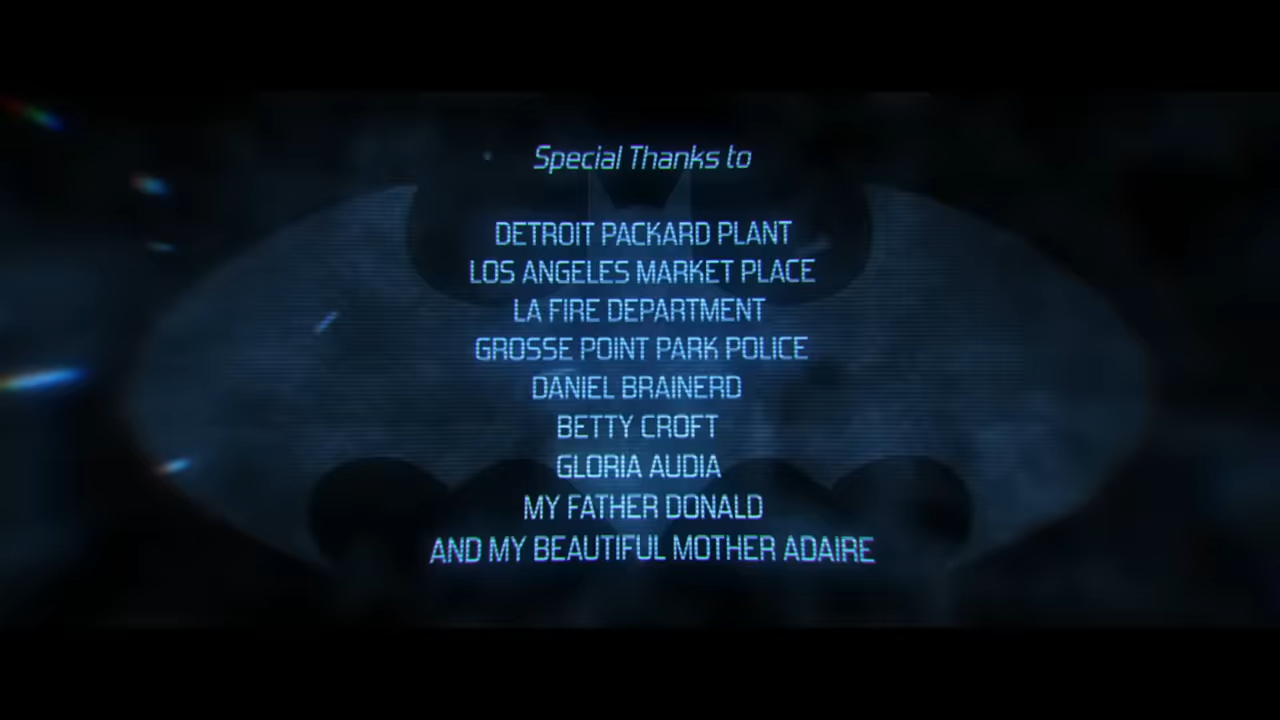 Special Thanks to
DETROIT PACKARD PLANT
LOS ANGELES MARKET PLACE
LA FIRE DEPARTMENT
GROSSE POINT PARK POLICE
DANIEL BRAINERD
BETTY CROFT
GLORIA AUDIA
MY FATHER DONALD
AND MY BEAUTIFUL MOTHER ADAIRE